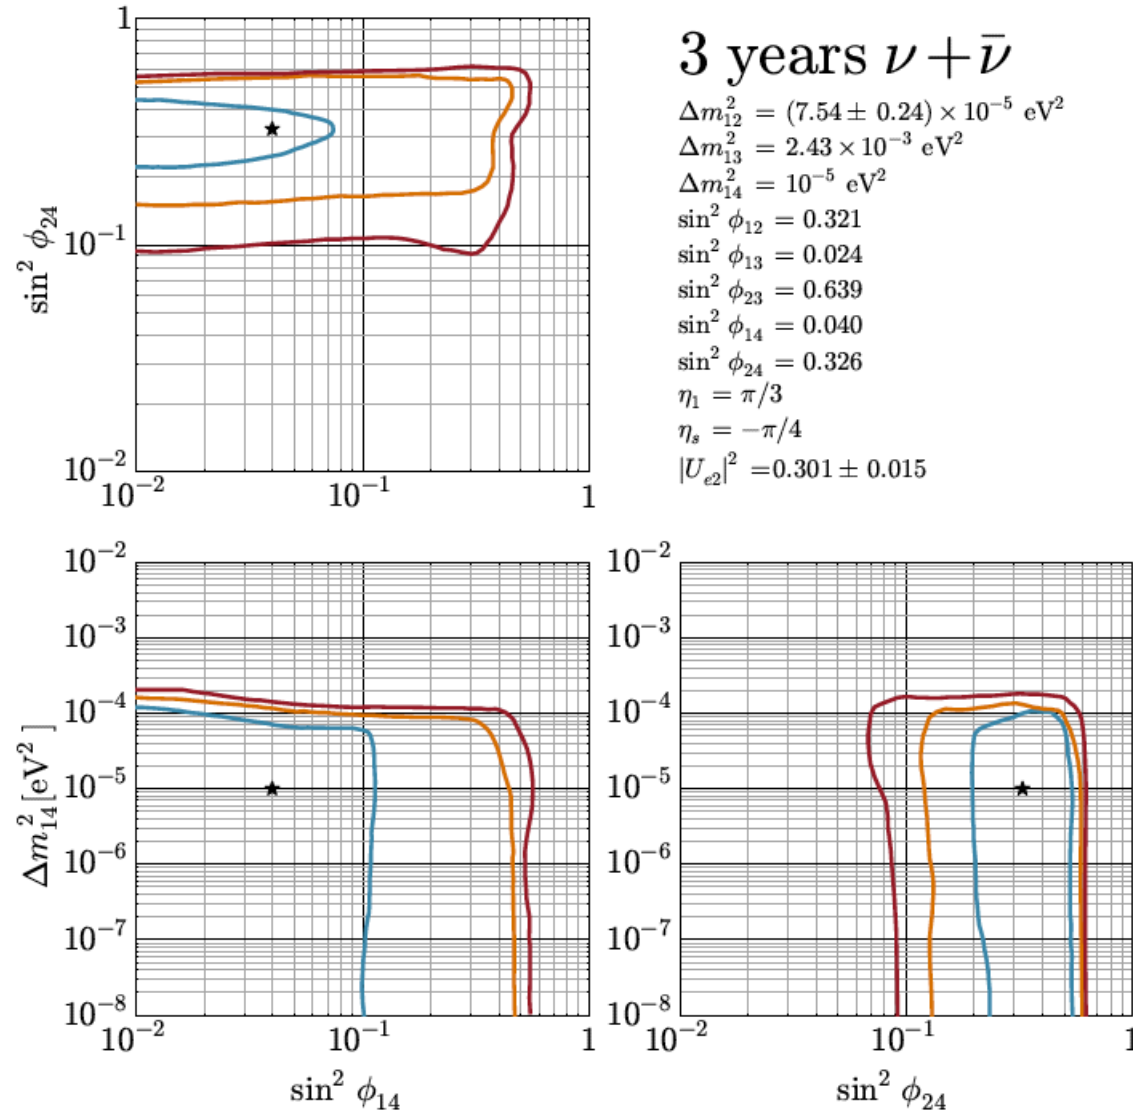 3 years ν + ν̄
Δm²₁₂ = (7.54 ± 0.24) × 10⁻⁵ eV²
Δm²₁₃ = 2.43 × 10⁻³ eV²
Δm²₁₄ = 10⁻⁵ eV²
sin² ϕ₁₂ = 0.321
sin² ϕ₁₃ = 0.024
sin² ϕ₂₃ = 0.639
sin² ϕ₁₄ = 0.040
sin² ϕ₂₄ = 0.326
η₁ = π/3
ηₛ = −π/4
|Uₑ₂|² =0.301 ± 0.015
sin² ϕ₂₄
1
10⁻¹
10⁻²
10⁻² 10⁻¹ 1
Δm²₁₄ [eV²]
10⁻²
10⁻³
10⁻⁴
10⁻⁵
10⁻⁶
10⁻⁷
10⁻⁸
10⁻² 10⁻¹ 1
sin² ϕ₁₄
10⁻²
10⁻³
10⁻⁴
10⁻⁵
10⁻⁶
10⁻⁷
10⁻⁸
10⁻² 10⁻¹ 1
sin² ϕ₂₄